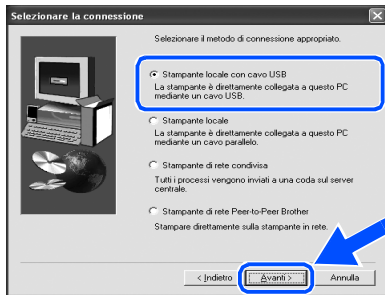 Selezionare la connessione
Selezionare il metodo di connessione appropriato.
Stampante locale con cavo USB
La stampante è direttamente collegata a questo PC
mediante un cavo USB.
Stampante locale
La stampante è direttamente collegata a questo PC
mediante un cavo parallelo.
Stampante di rete condivisa
Tutti i processi vengono inviati a una coda sul server
centrale.
Stampante di rete Peer-to-Peer Brother
Stampare direttamente sulla stampante in rete.
< Indietro Avanti > Annulla